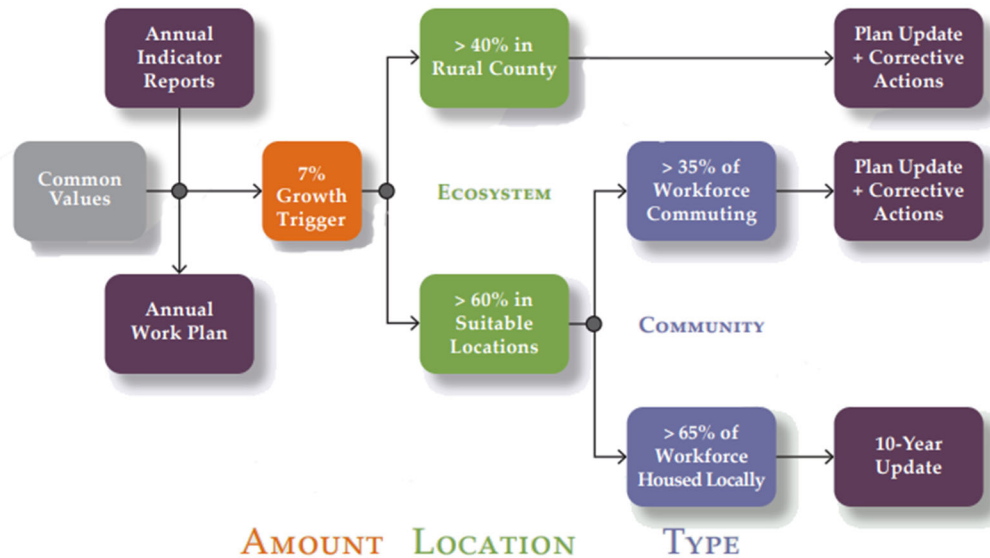 Annual
Indicator
Reports
> 40% in
Rural County
Plan Update
+ Corrective
Actions
Common
Values
7%
Growth
Trigger
ECOSYSTEM
> 35% of
Workforce
Commuting
Plan Update
+ Corrective
Actions
Annual
Work Plan
> 60% in
Suitable
Locations
COMMUNITY
> 65% of
Workforce
Housed Locally
10-Year
Update
AMOUNT LOCATION TYPE